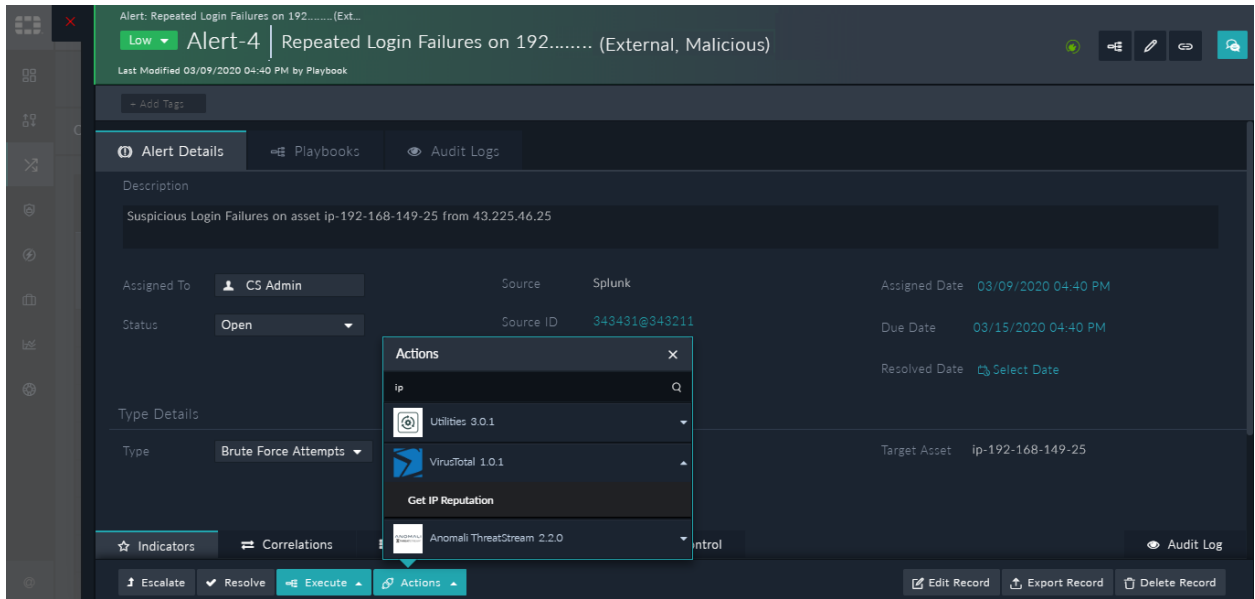 Alert: Repeated Login Failures on 192.........(Ext...
Low Alert-4 Repeated Login Failures on 192........ (External, Malicious)
Last Modified 03/09/2020 04:40 PM by Playbook
+ Add Tags
Alert Details Playbooks Audit Logs
Description
Suspicious Login Failures on asset ip-192-168-149-25 from 43.225.46.25
Assigned To CS Admin Source Splunk Assigned Date 03/09/2020 04:40 PM
Status Open Source ID 343431@343211 Due Date 03/15/2020 04:40 PM
Resolved Date Select Date
Actions
ip
Utilities 3.0.1
VirusTotal 1.0.1
Get IP Reputation
Anomali ThreatStream 2.2.0
Type Details
Type Brute Force Attempts Target Asset ip-192-168-149-25
Indicators Correlations ntrol Audit Log
Escalate Resolve Execute Actions Edit Record Export Record Delete Record